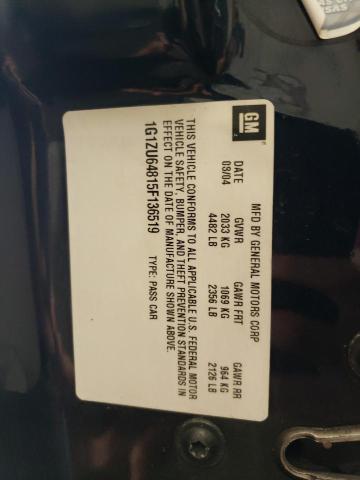 GM
MFD BY GENERAL MOTORS CORP
DATE GVWR GAWR FRT GAWR RR
09/04 2033 KG 1069 KG 964 KG
4482 LB 2356 LB 2126 LB
THIS VEHICLE CONFORMS TO ALL APPLICABLE U.S. FEDERAL MOTOR
VEHICLE SAFETY, BUMPER, AND THEFT PREVENTION STANDARDS IN
EFFECT ON THE DATE OF MANUFACTURE SHOWN ABOVE.
1G1ZU64815F136519 TYPE: PASS CAR